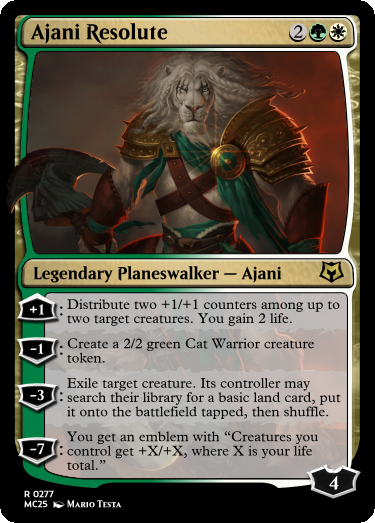 Ajani Resolute 2
Legendary Planeswalker — Ajani
+1: Distribute two +1/+1 counters among up to
two target creatures. You gain 2 life.
-1: Create a 2/2 green Cat Warrior creature
token.
-3: Exile target creature. Its controller may
search their library for a basic land card, put
it onto the battlefield tapped, then shuffle.
-7: You get an emblem with “Creatures you
control get +X/+X, where X is your life
total.”
4
R 0277
MC25 Mario Testa